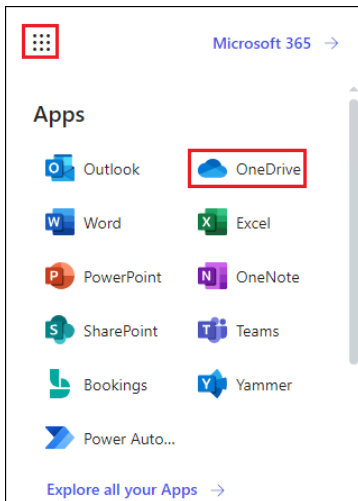 Microsoft 365 →
Apps
Outlook OneDrive
Word Excel
PowerPoint OneNote
SharePoint Teams
Bookings Yammer
Power Auto...
Explore all your Apps →